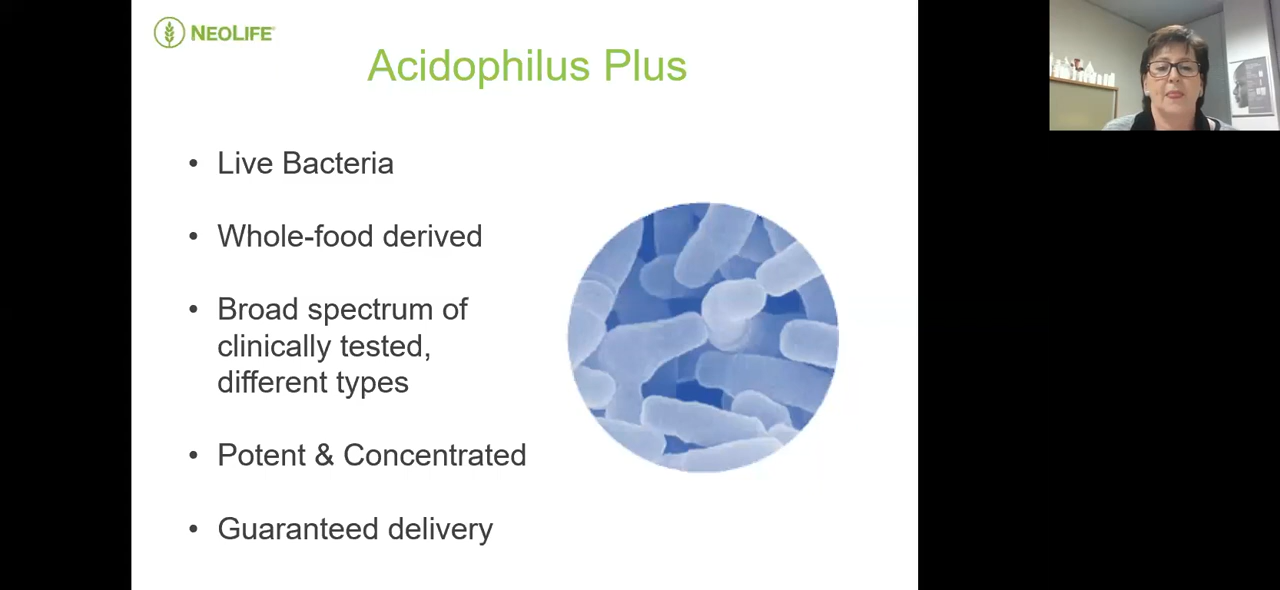 NEOLIFE
Acidophilus Plus
• Live Bacteria
• Whole-food derived
• Broad spectrum of
clinically tested,
different types
• Potent & Concentrated
• Guaranteed delivery